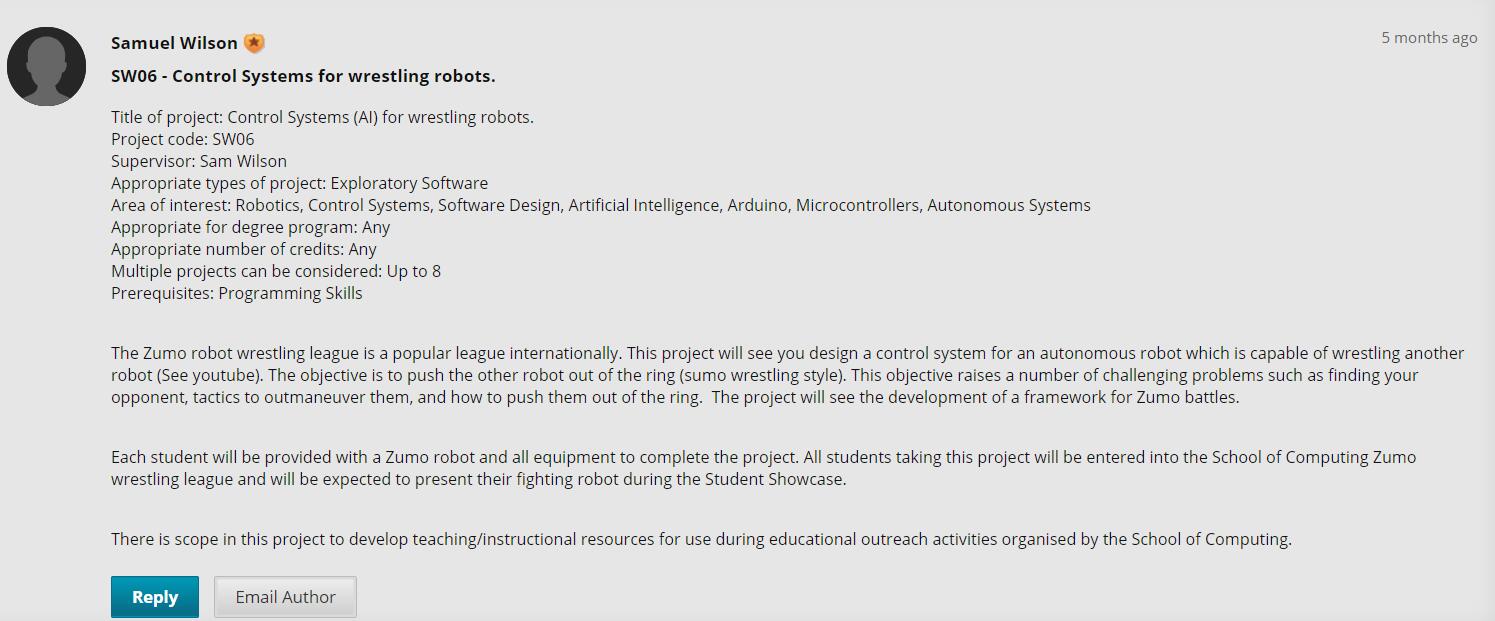 Samuel Wilson
5 months ago
SW06 - Control Systems for wrestling robots.
Title of project: Control Systems (AI) for wrestling robots.
Project code: SW06
Supervisor: Sam Wilson
Appropriate types of project: Exploratory Software
Area of interest: Robotics, Control Systems, Software Design, Artificial Intelligence, Arduino, Microcontrollers, Autonomous Systems
Appropriate for degree program: Any
Appropriate number of credits: Any
Multiple projects can be considered: Up to 8
Prerequisites: Programming Skills
The Zumo robot wrestling league is a popular league internationally. This project will see you design a control system for an autonomous robot which is capable of wrestling another
robot (See youtube). The objective is to push the other robot out of the ring (sumo wrestling style). This objective raises a number of challenging problems such as finding your
opponent, tactics to outmaneuver them, and how to push them out of the ring.  The project will see the development of a framework for Zumo battles.
Each student will be provided with a Zumo robot and all equipment to complete the project. All students taking this project will be entered into the School of Computing Zumo
wrestling league and will be expected to present their fighting robot during the Student Showcase.
There is scope in this project to develop teaching/instructional resources for use during educational outreach activities organised by the School of Computing.
Reply
Email Author